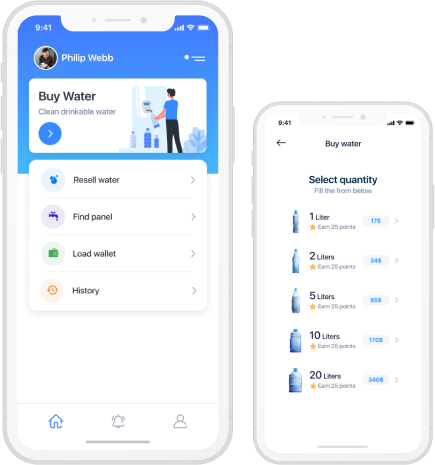 9:41
Philip Webb
Buy Water
Clean drinkable water
Resell water
Find panel
Load wallet
History
9:41
Buy water
Select quantity
Fill the from below
1 Liter
Earn 25 points
17$
2 Liters
Earn 25 points
34$
5 Liters
Earn 25 points
85$
10 Liters
Earn 25 points
170$
20 Liters
Earn 25 points
340$